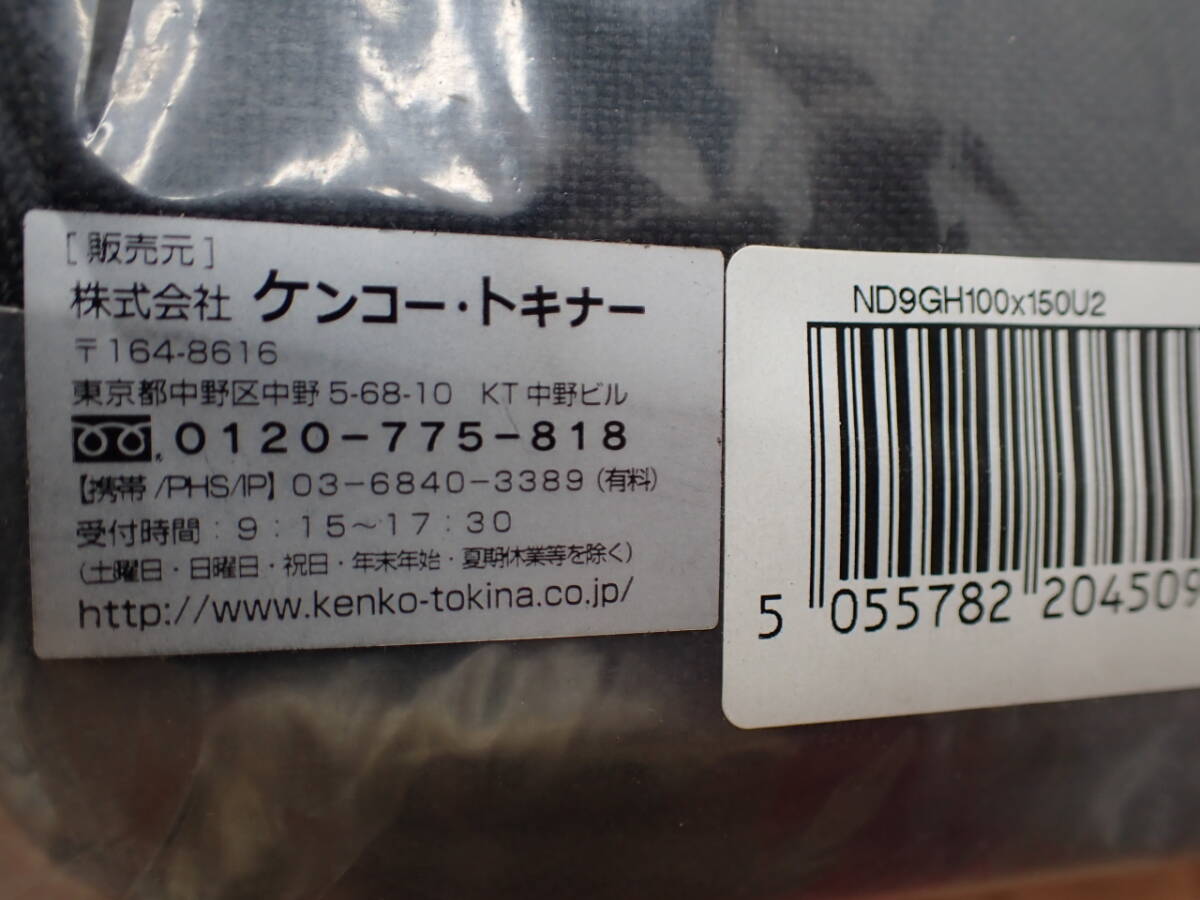 [販売元]
株式会社 ケンコー・トキナー
〒164-8616
東京都中野区中野 5-68-10 KT 中野ビル
0120-775-818
【携帯/PHS/IP】03-6840-3389（有料）
受付時間：9：15～17：30
（土曜日・日曜日・祝日・年末年始・夏期休業等を除く）
http://www.kenko-tokina.co.jp/
ND9GH100x150U2
5 055782 204509